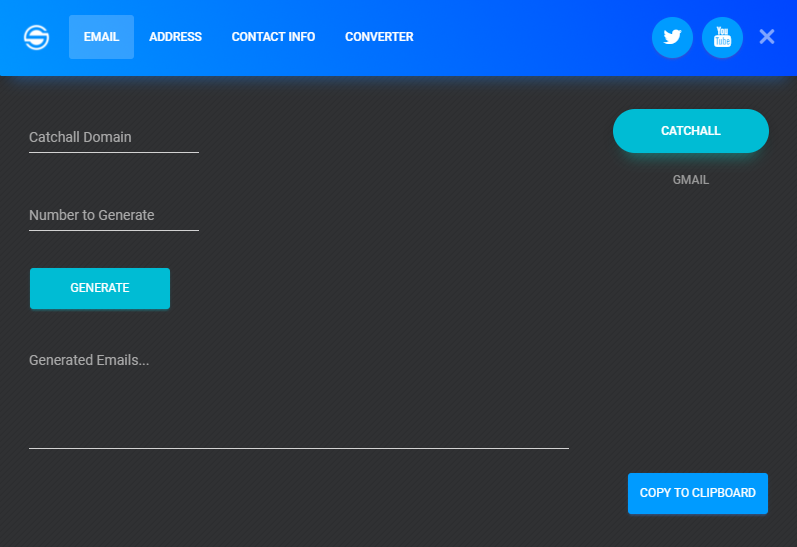 EMAIL ADDRESS CONTACT INFO CONVERTER
You
Tube
Catchall Domain
CATCHALL
GMAIL
Number to Generate
GENERATE
Generated Emails...
COPY TO CLIPBOARD